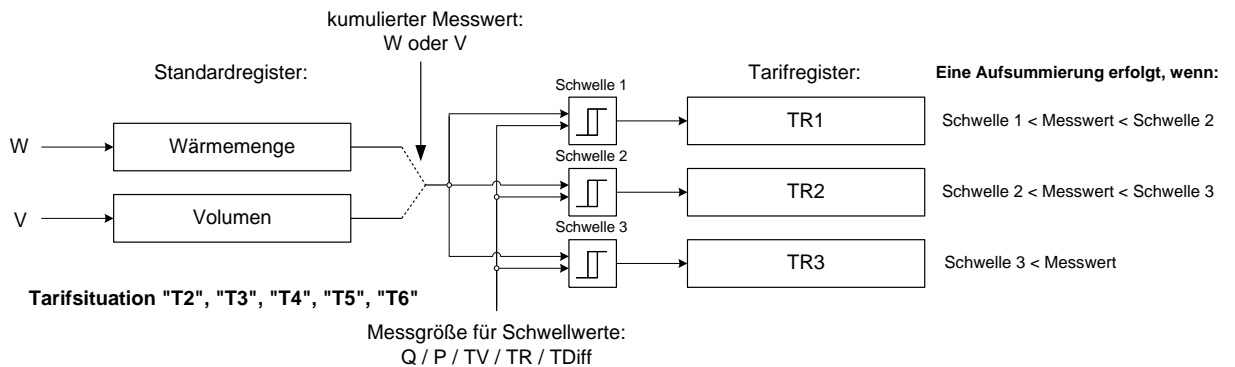 kumulierter Messwert:
W oder V
Standardregister:
Schwelle 1
Tarifregister:
Eine Aufsummierung erfolgt, wenn:
W
Wärmemenge
TR1
Schwelle 1 < Messwert < Schwelle 2
Schwelle 2
V
Volumen
TR2
Schwelle 2 < Messwert < Schwelle 3
Schwelle 3
TR3
Schwelle 3 < Messwert
Tarifsituation "T2", "T3", "T4", "T5", "T6"
Messgröße für Schwellwerte:
Q / P / TV / TR / TDiff